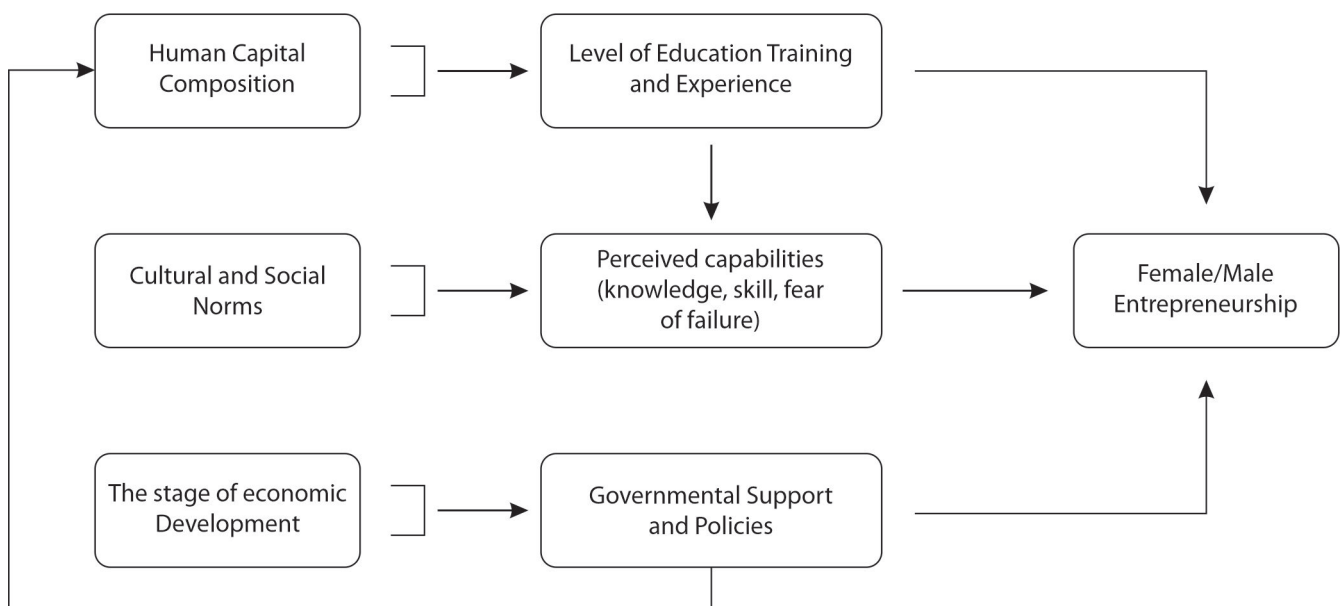 Human Capital
Composition
Level of Education Training
and Experience
Cultural and Social
Norms
Perceived capabilities
(knowledge, skill, fear
of failure)
Female/Male
Entrepreneurship
The stage of economic
Development
Governmental Support
and Policies